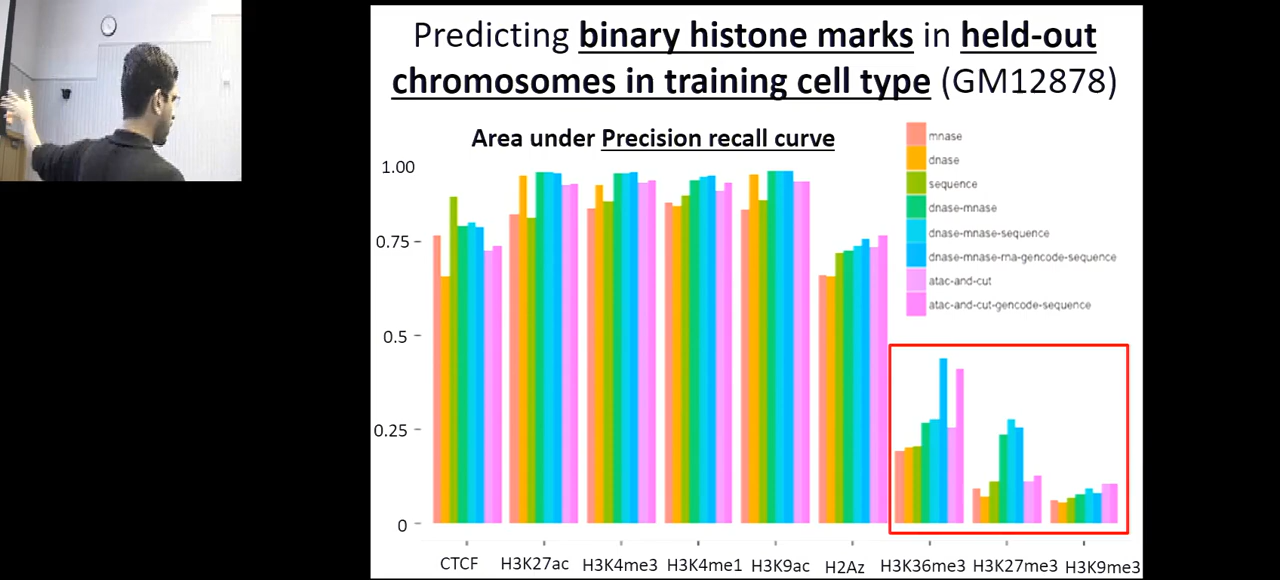 Predicting binary histone marks in held-out
chromosomes in training cell type (GM12878)
Area under Precision recall curve
mnase
dnase
sequence
dnase-mnase
dnase-mnase-sequence
dnase-mnase-rna-gencode-sequence
atac-and-cut
atac-and-cut-gencode-sequence
1.00
0.75
0.5
0.25
0
CTCF H3K27ac H3K4me3 H3K4me1 H3K9ac H2Az H3K36me3 H3K27me3 H3K9me3